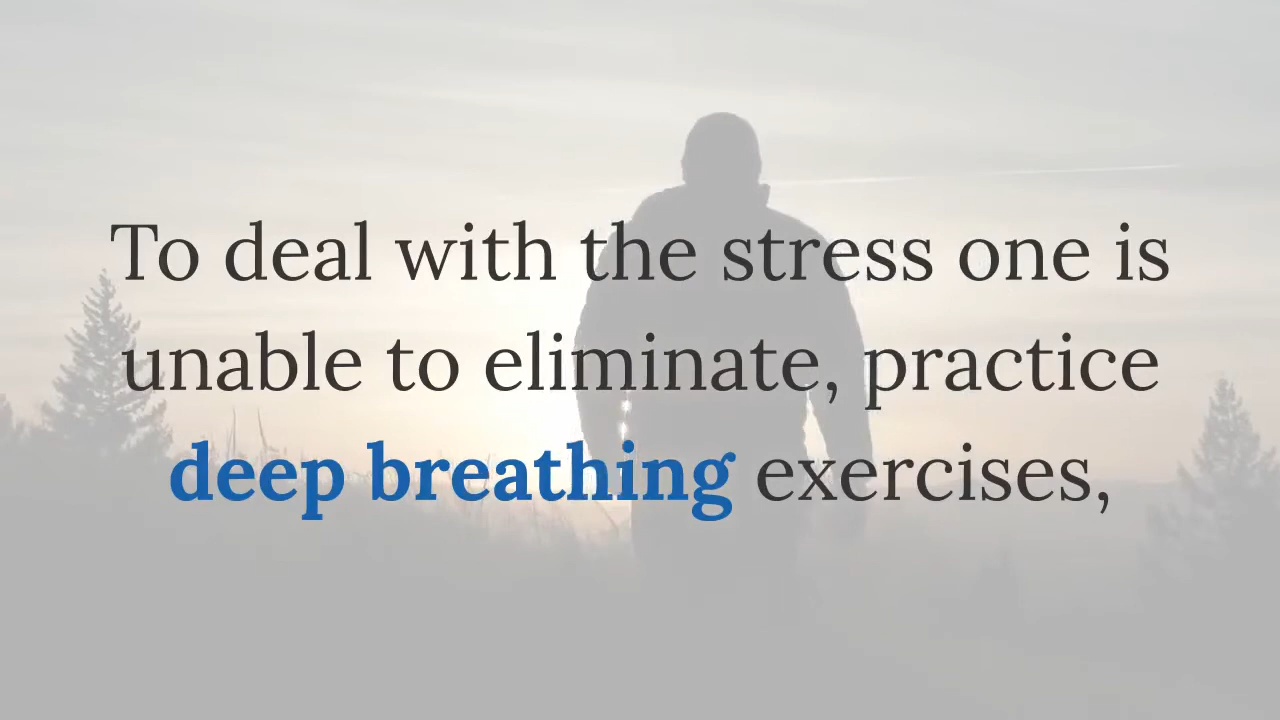 To deal with the stress one is
unable to eliminate, practice
deep breathing exercises,